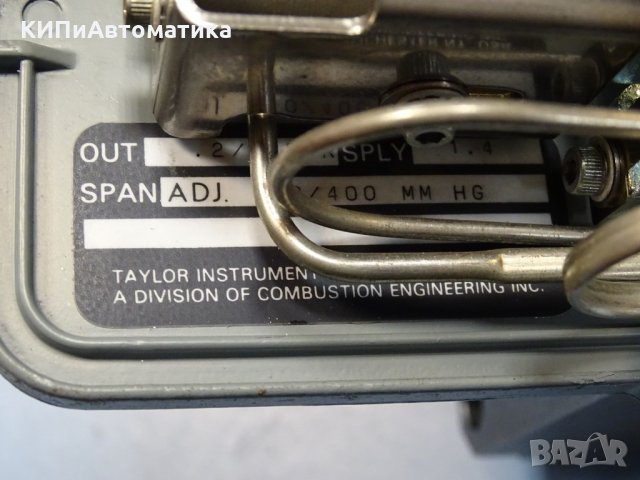 КИПиАвтоматика
OUT .2/ SPLY 1.4
SPAN ADJ. /400 MM HG
TAYLOR INSTRUMENT
A DIVISION OF COMBUSTION ENGINEERING INC.
BAZAR